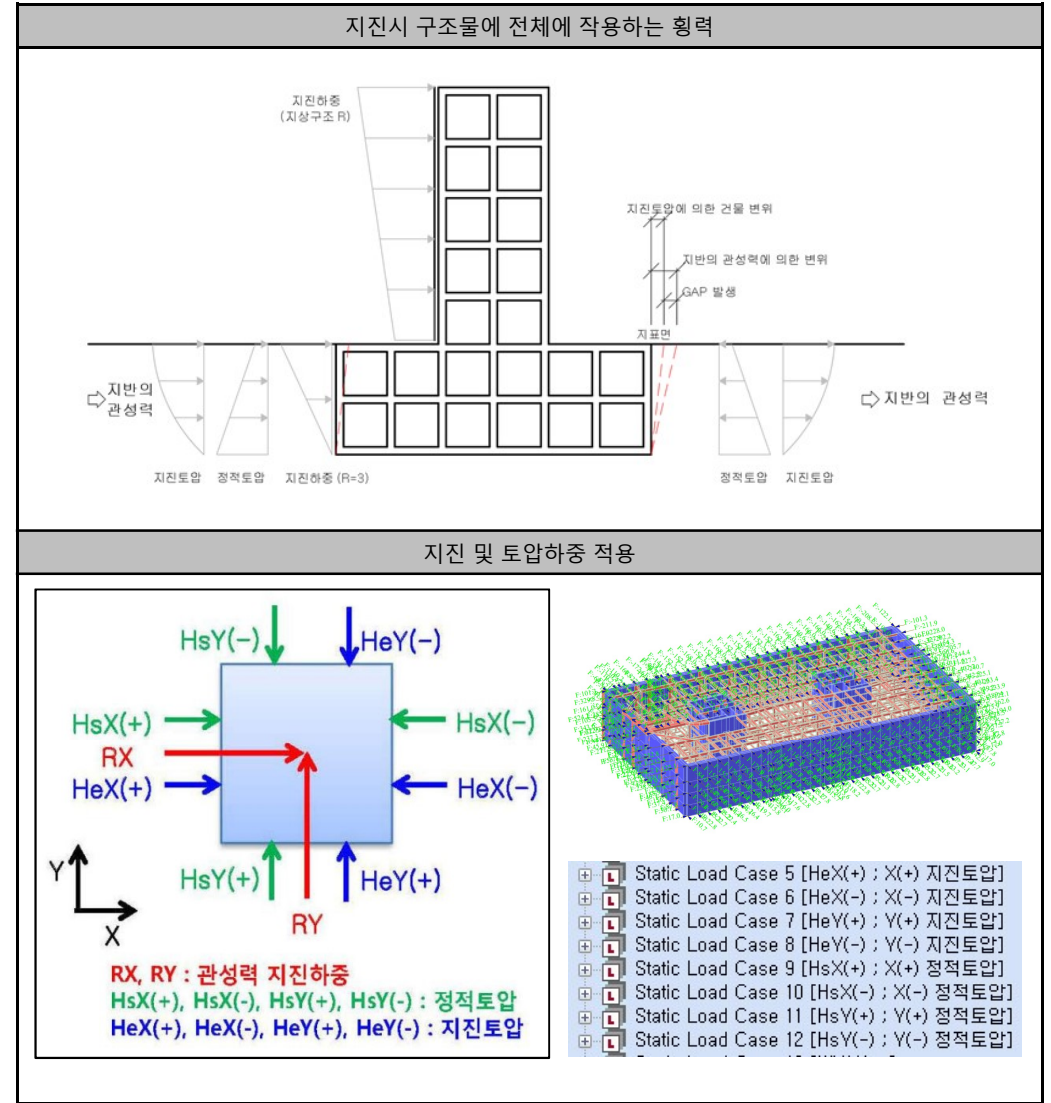 지진시 구조물에 전체에 작용하는 횡력
지진하중
(지상구조 R)
지진토압에 의한 건물 변위
지반의 관성력에 의한 변위
GAP 발생
지표면
지반의
관성력
지반의 관성력
지진토압 정적토압 지진하중 (R=3)
정적토압 지진토압
지진 및 토압하중 적용
HsY(-)
HeY(-)
HsX(+)
HsX(-)
RX
HeX(+)
HeX(-)
Y
HsY(+)
HeY(+)
X
RY
RX, RY : 관성력 지진하중
HsX(+), HsX(-), HsY(+), HsY(-) : 정적토압
HeX(+), HeX(-), HeY(+), HeY(-) : 지진토압
Static Load Case 5 [HeX(+) ; X(+) 지진토압]
Static Load Case 6 [HeX(-) ; X(-) 지진토압]
Static Load Case 7 [HeY(+) ; Y(+) 지진토압]
Static Load Case 8 [HeY(-) ; Y(-) 지진토압]
Static Load Case 9 [HsX(+) ; X(+) 정적토압]
Static Load Case 10 [HsX(-) ; X(-) 정적토압]
Static Load Case 11 [HsY(+) ; Y(+) 정적토압]
Static Load Case 12 [HsY(-) ; Y(-) 정적토압]